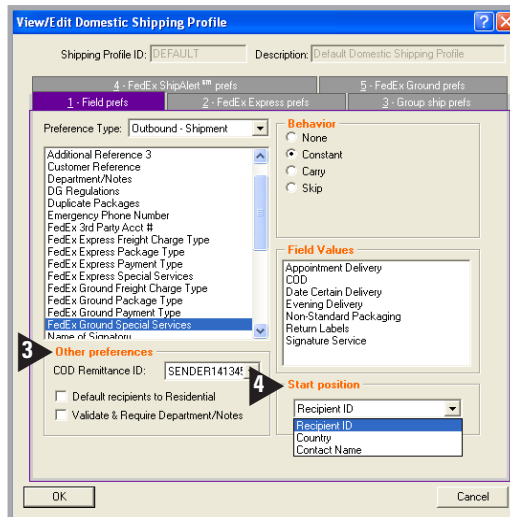 View/Edit Domestic Shipping Profile
Shipping Profile ID: DEFAULT Description: Default Domestic Shipping Profile
4 - FedEx ShipAlert sm prefs 5 - FedEx Ground prefs
1 - Field prefs 2 - FedEx Express prefs 3 - Group ship prefs
Preference Type: Outbound - Shipment
Additional Reference 3
Customer Reference
Department/Notes
DG Regulations
Duplicate Packages
Emergency Phone Number
FedEx 3rd Party Acct #
FedEx Express Freight Charge Type
FedEx Express Package Type
FedEx Express Payment Type
FedEx Express Special Services
FedEx Ground Freight Charge Type
FedEx Ground Package Type
FedEx Ground Payment Type
FedEx Ground Special Services
Name of Signatory
Behavior
None
Constant
Carry
Skip
Field Values
Appointment Delivery
COD
Date Certain Delivery
Evening Delivery
Non-Standard Packaging
Return Labels
Signature Service
3 Other preferences
COD Remittance ID: SENDER14134
Default recipients to Residential
Validate & Require Department/Notes
4 Start position
Recipient ID
Recipient ID
Country
Contact Name
OK Cancel